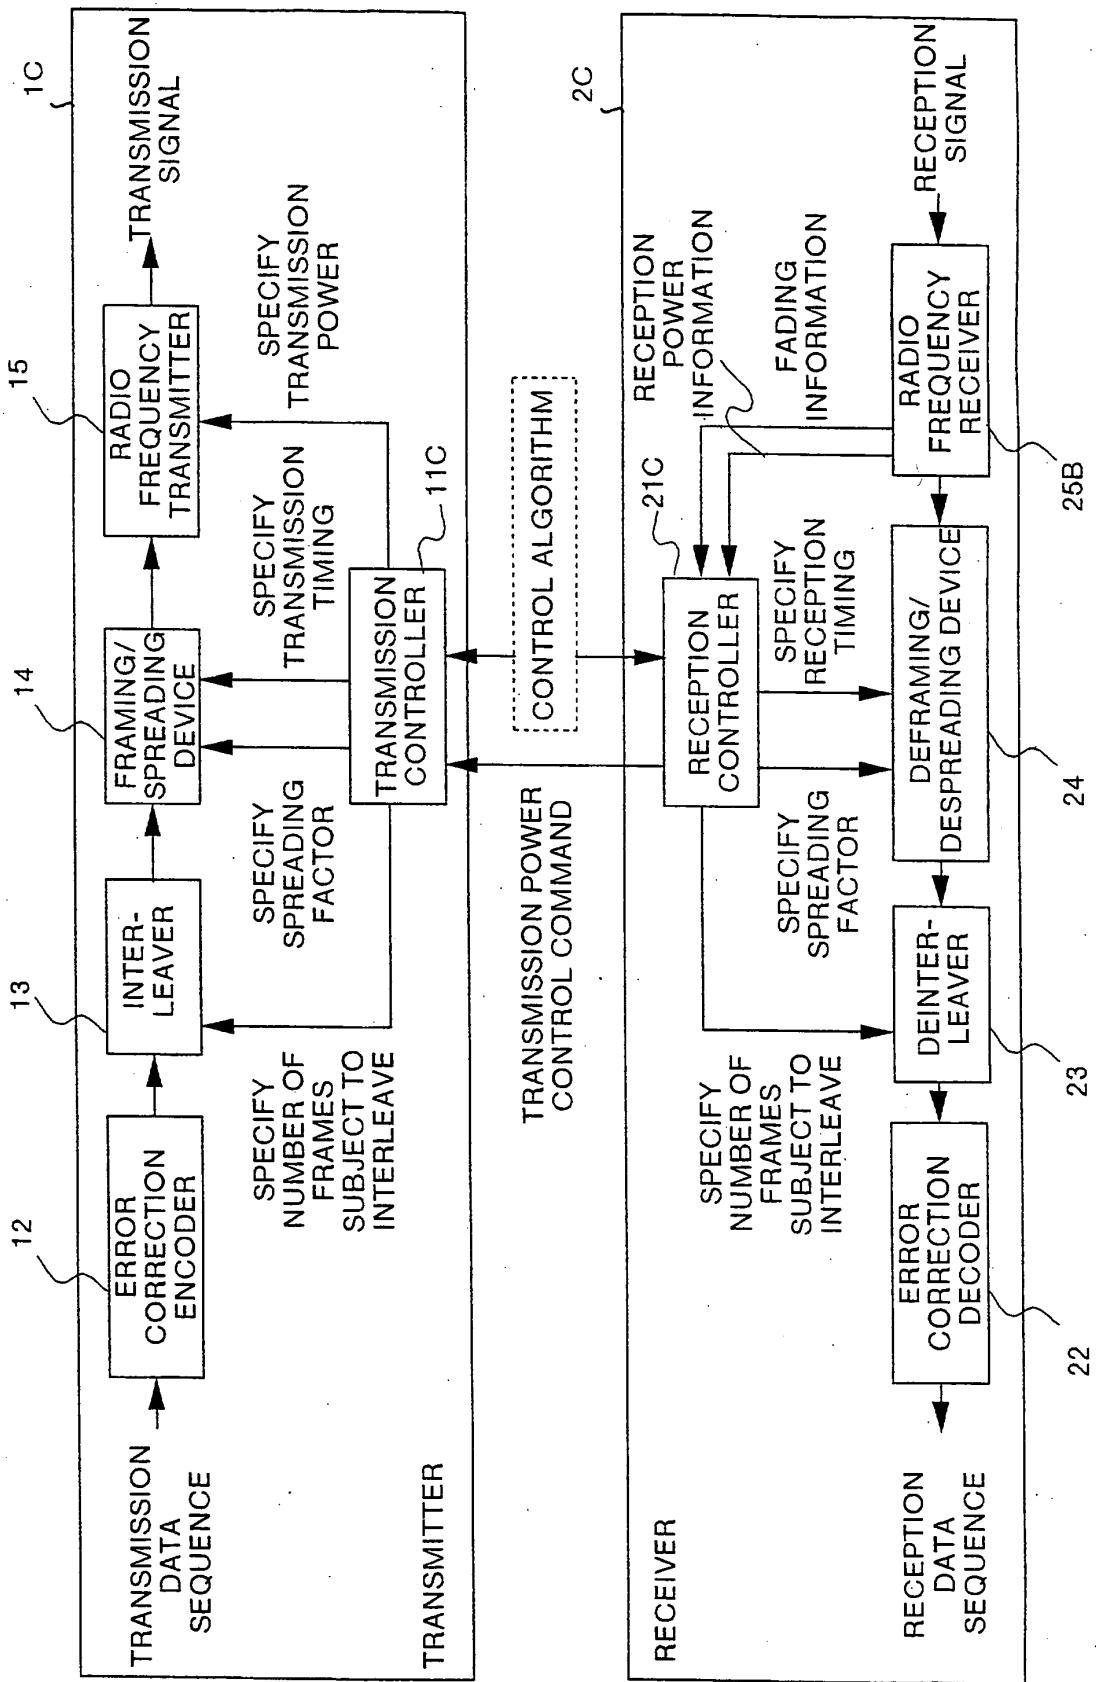 1C
TRANSMISSION
DATA
SEQUENCE
12
ERROR
CORRECTION
ENCODER
13
INTER-
LEAVER
14
FRAMING/
SPREADING
DEVICE
15
RADIO
FREQUENCY
TRANSMITTER
TRANSMISSION
SIGNAL
SPECIFY
NUMBER OF
FRAMES
SUBJECT TO
INTERLEAVE
SPECIFY
SPREADING
FACTOR
SPECIFY
TRANSMISSION
TIMING
SPECIFY
TRANSMISSION
POWER
TRANSMISSION
CONTROLLER
11C
TRANSMITTER
TRANSMISSION POWER
CONTROL COMMAND
CONTROL ALGORITHM
2C
RECEIVER
21C
RECEPTION
CONTROLLER
RECEPTION
POWER
INFORMATION
FADING
INFORMATION
SPECIFY
NUMBER OF
FRAMES
SUBJECT TO
INTERLEAVE
SPECIFY
SPREADING
FACTOR
SPECIFY
RECEPTION
TIMING
RECEPTION
DATA
SEQUENCE
ERROR
CORRECTION
DECODER
22
DEINTER-
LEAVER
23
DEFRAMING/
DESPREADING DEVICE
24
RADIO
FREQUENCY
RECEIVER
25B
RECEPTION
SIGNAL